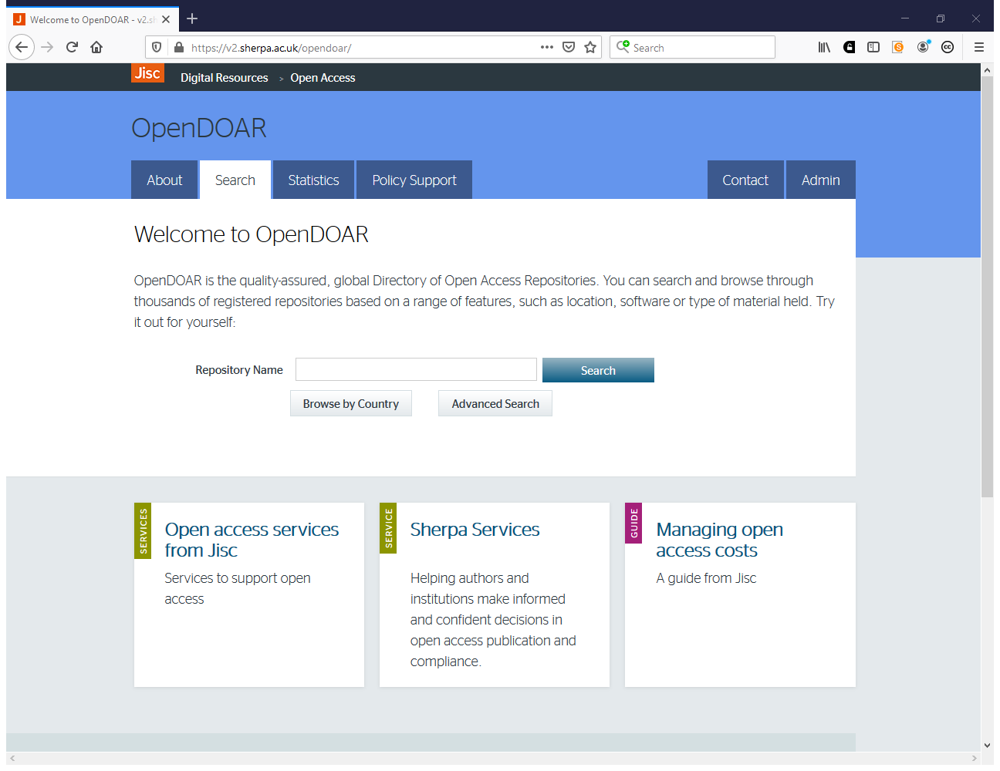 Welcome to OpenDOAR - v2.sh
https://v2.sherpa.ac.uk/opendoar/
Search
Jisc
Digital Resources > Open Access
OpenDOAR
About
Search
Statistics
Policy Support
Contact
Admin
Welcome to OpenDOAR
OpenDOAR is the quality-assured, global Directory of Open Access Repositories. You can search and browse through
thousands of registered repositories based on a range of features, such as location, software or type of material held. Try
it out for yourself:
Repository Name
Search
Browse by Country
Advanced Search
SERVICES
Open access services
from Jisc
Services to support open
access
SERVICE
Sherpa Services
Helping authors and
institutions make informed
and confident decisions in
open access publication and
compliance.
GUIDE
Managing open
access costs
A guide from Jisc